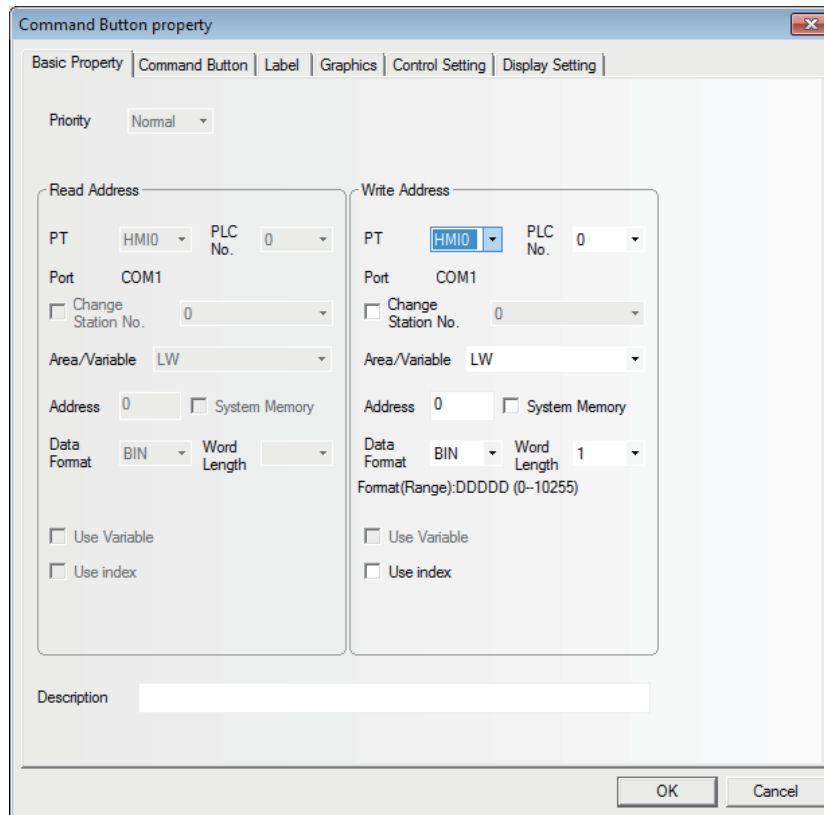 Command Button property
Basic Property Command Button Label Graphics Control Setting Display Setting
Priority Normal
Read Address
PT HMI0 PLC No. 0
Port COM1
Change Station No. 0
Area/Variable LW
Address 0 System Memory
Data Format BIN Word Length
Use Variable
Use index
Write Address
PT HMI0 PLC No. 0
Port COM1
Change Station No. 0
Area/Variable LW
Address 0 System Memory
Data Format BIN Word Length 1
Format(Range):DDDDD (0--10255)
Use Variable
Use index
Description
OK Cancel